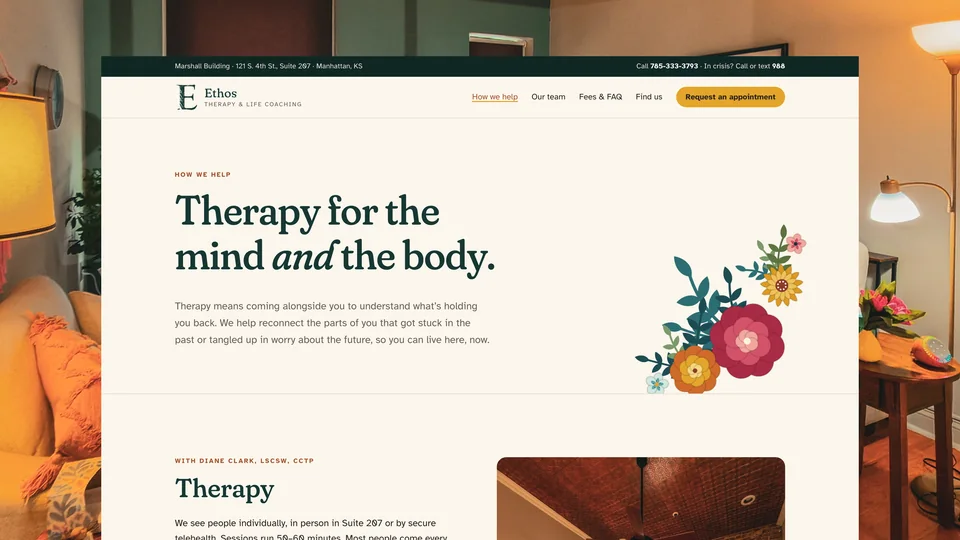 Marshall Building · 121 S. 4th St., Suite 207 · Manhattan, KS
Call 785-333-3793 · In crisis? Call or text 988
E Ethos
THERAPY & LIFE COACHING
How we help Our team Fees & FAQ Find us Request an appointment
HOW WE HELP
Therapy for the
mind and the body.
Therapy means coming alongside you to understand what's holding
you back. We help reconnect the parts of you that got stuck in the
past or tangled up in worry about the future, so you can live here, now.
WITH DIANE CLARK, LSCSW, CCTP
Therapy
We see people individually, in person in Suite 207 or by secure
telehealth. Sessions run 50–60 minutes. Most people come every